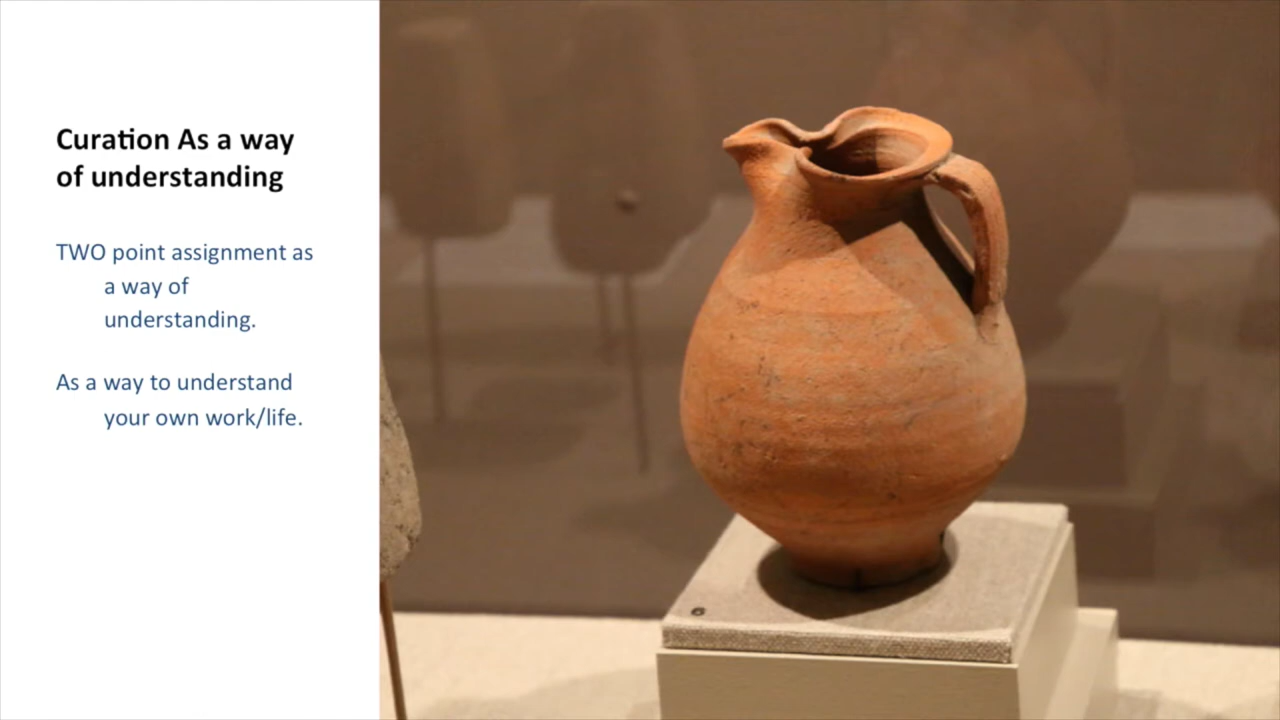 Curation As a way
of understanding
TWO point assignment as
a way of
understanding.
As a way to understand
your own work/life.
6